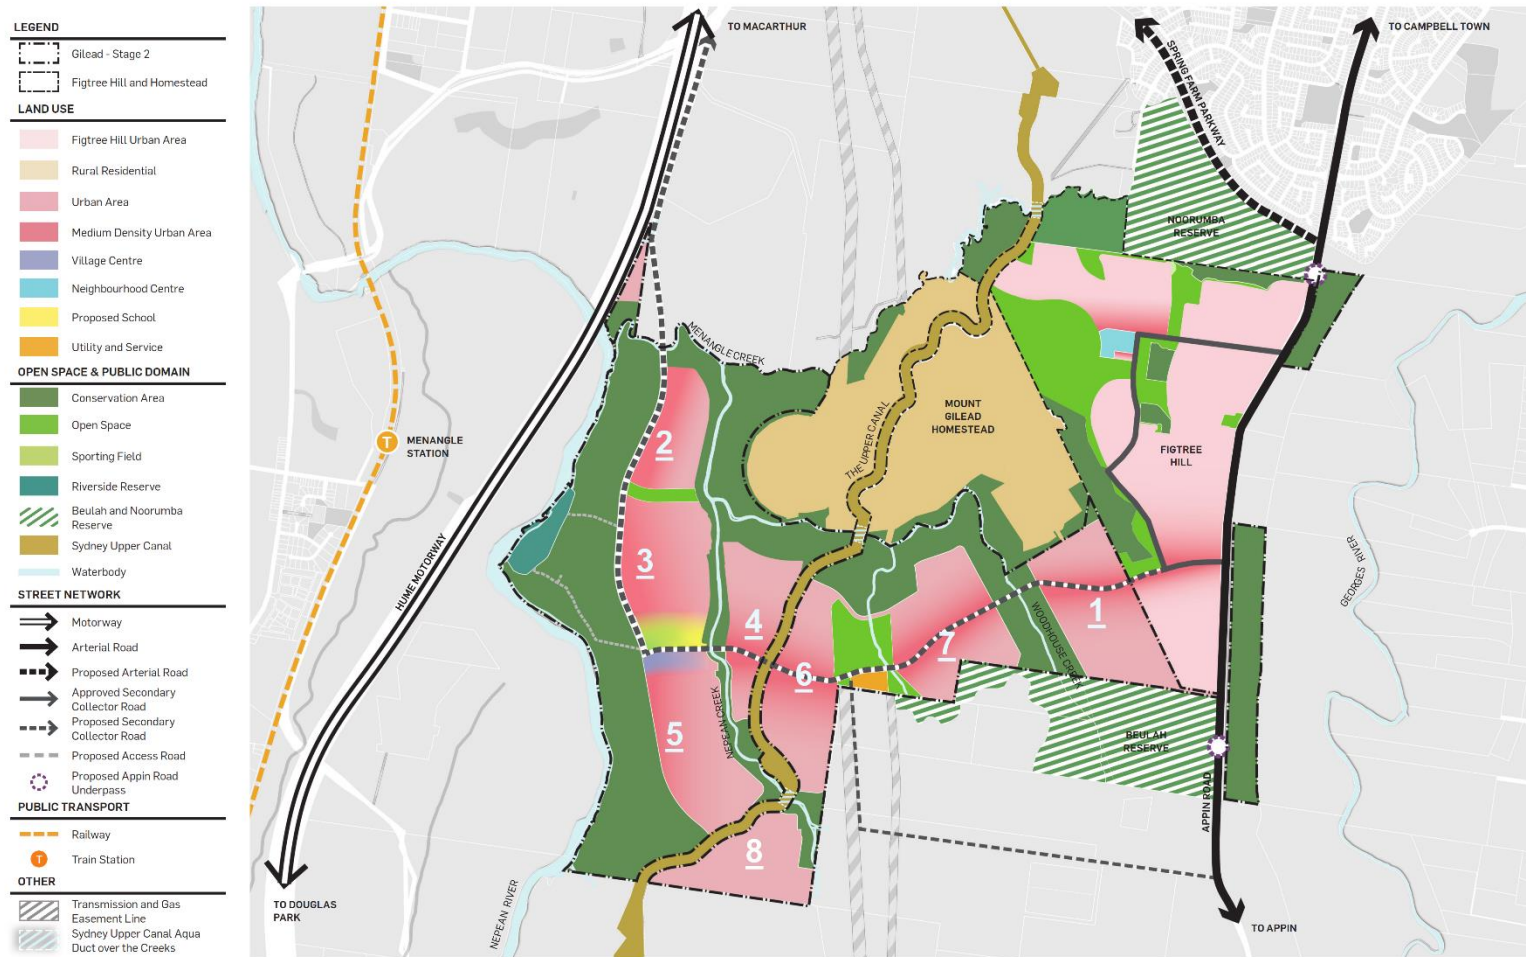 LEGEND
Gilead - Stage 2
Figtree Hill and Homestead
LAND USE
Figtree Hill Urban Area
Rural Residential
Urban Area
Medium Density Urban Area
Village Centre
Neighbourhood Centre
Proposed School
Utility and Service
OPEN SPACE & PUBLIC DOMAIN
Conservation Area
Open Space
Sporting Field
Riverside Reserve
Beulah and Noorumba
Reserve
Sydney Upper Canal
Waterbody
STREET NETWORK
Motorway
Arterial Road
Proposed Arterial Road
Approved Secondary
Collector Road
Proposed Secondary
Collector Road
Proposed Access Road
Proposed Appin Road
Underpass
PUBLIC TRANSPORT
Railway
T
Train Station
OTHER
Transmission and Gas
Easement Line
Sydney Upper Canal Aqua
Duct over the Creeks
TO MACARTHUR
TO CAMPBELL TOWN
SPRING FARM PARKWAY
NOORUMBA
RESERVE
MENANGLE CREEK
THE UPPER CANAL
MOUNT
GILEAD
HOMESTEAD
FIGTREE
HILL
T
MENANGLE
STATION
HUME MOTORWAY
GEORGES RIVER
2
3
4
1
WOODHOUSE CREEK
7
6
5
NEPEAN CREEK
BEULAH
RESERVE
APPIN ROAD
8
TO DOUGLAS
PARK
NEPEAN RIVER
TO APPIN